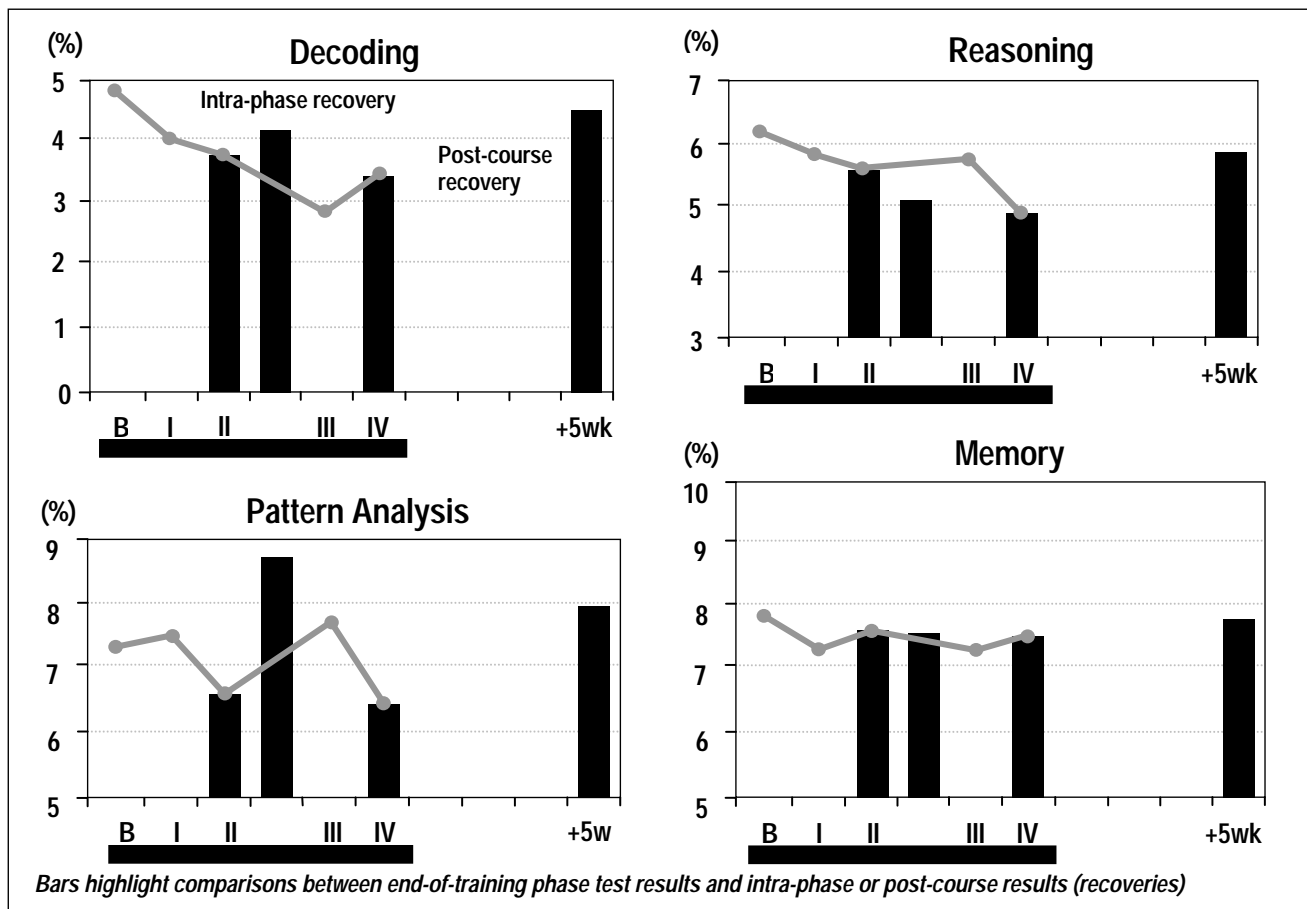 (%)
Decoding
5
4
3
2
1
0
Intra-phase recovery
Post-course
recovery
B I II III IV +5wk
(%)
Reasoning
7
6
5
4
3
B I II III IV +5wk
(%)
Pattern Analysis
9
8
7
6
5
B I II III IV +5w
(%)
Memory
10
9
8
7
6
5
B I II III IV +5wk
Bars highlight comparisons between end-of-training phase test results and intra-phase or post-course results (recoveries)